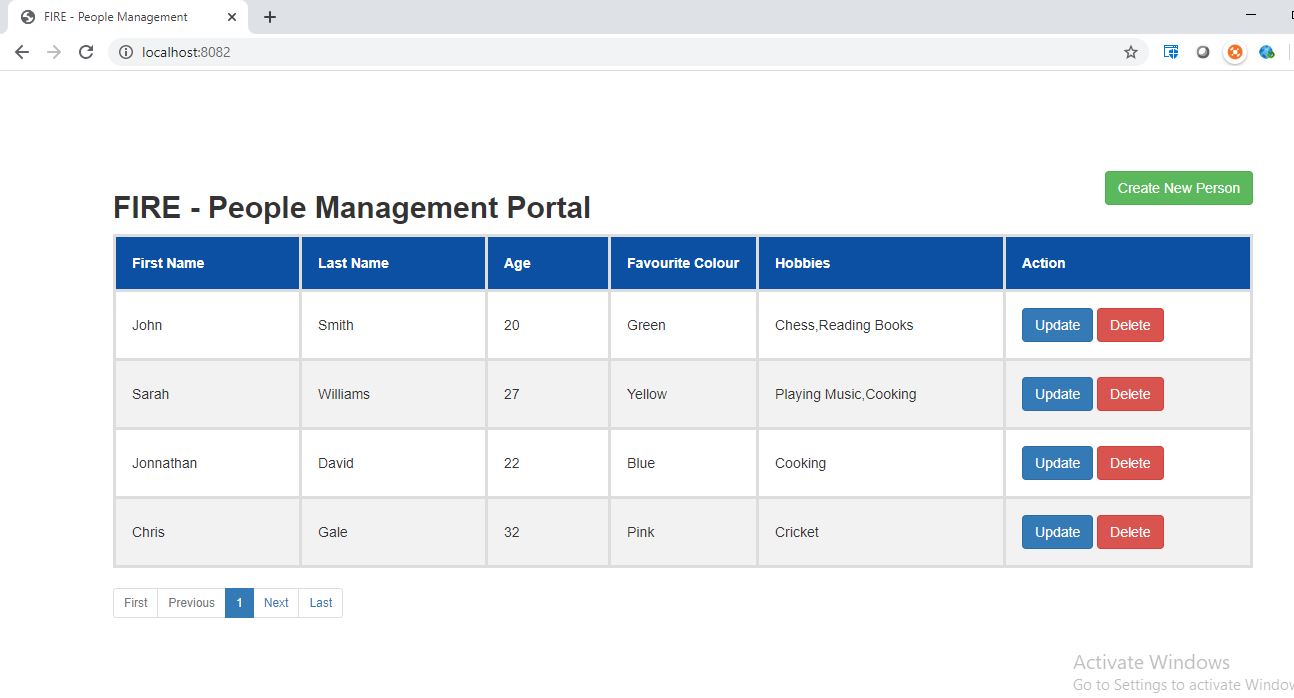 FIRE - People Management
localhost:8082
Create New Person
FIRE - People Management Portal
First Name Last Name Age Favourite Colour Hobbies Action
John Smith 20 Green Chess,Reading Books Update Delete
Sarah Williams 27 Yellow Playing Music,Cooking Update Delete
Jonnathan David 22 Blue Cooking Update Delete
Chris Gale 32 Pink Cricket Update Delete
First Previous 1 Next Last
Activate Windows
Go to Settings to activate Window